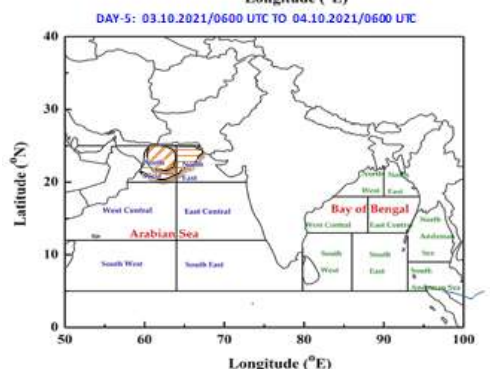 Longitude (°E)
DAY-5: 03.10.2021/0600 UTC TO 04.10.2021/0600 UTC
Latitude (°N)
40
30
20
10
0
North
North
East
West Central
East Central
Arabian Sea
South West
South East
North
West
North
East
Bay of Bengal
West Central
East Central
South
West
South
East
North
Andaman
Sea
South
Andaman Sea
50
60
70
80
90
100
Longitude (°E)